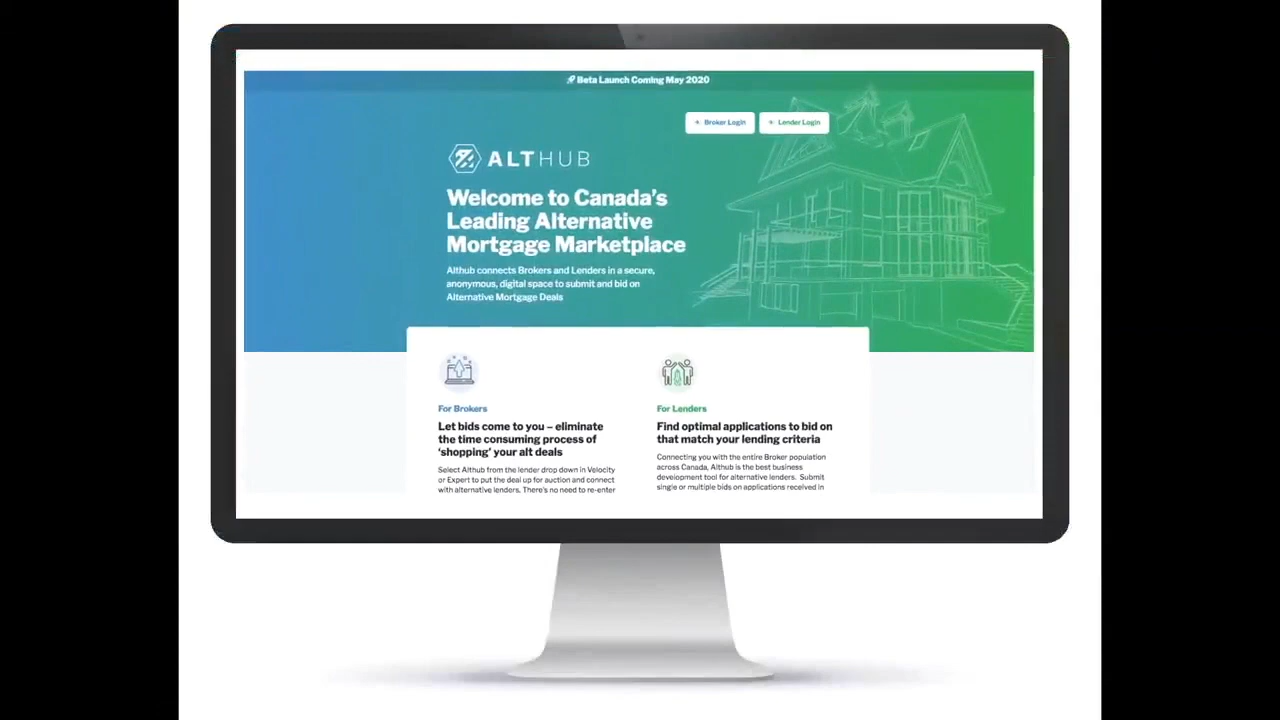 Beta Launch Coming May 2020
Broker Login
Lender Login
ALTHUB
Welcome to Canada's
Leading Alternative
Mortgage Marketplace
Althub connects Brokers and Lenders in a secure,
anonymous, digital space to submit and bid on
Alternative Mortgage Deals
For Brokers
Let bids come to you – eliminate
the time consuming process of
‘shopping’ your alt deals
Select Althub from the lender drop down in Velocity
or Expert to put the deal up for auction and connect
with alternative lenders. There's no need to re-enter
For Lenders
Find optimal applications to bid on
that match your lending criteria
Connecting you with the entire Broker population
across Canada, Althub is the best business
development tool for alternative lenders. Submit
single or multiple bids on applications received in